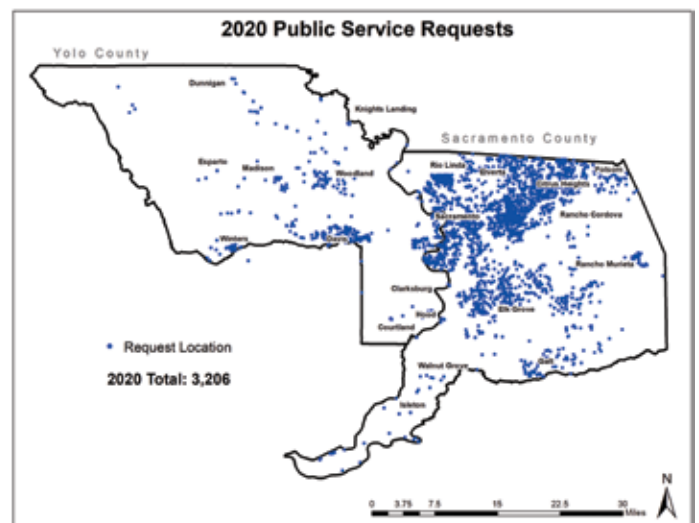 2020 Public Service Requests
Yolo County
Dunnigan
Knights Landing
Sacramento County
Esparto
Madison
Woodland
Rio Linda
Elverta
Folsom
Citrus Heights
Sacramento
Rancho Cordova
Winters
Davis
Rancho Murieta
Clarksburg
Hood
Elk Grove
Courtland
Request Location
2020 Total: 3,206
Walnut Grove
Galt
Isleton
N
0 3.75 7.5 15 22.5 30
Miles